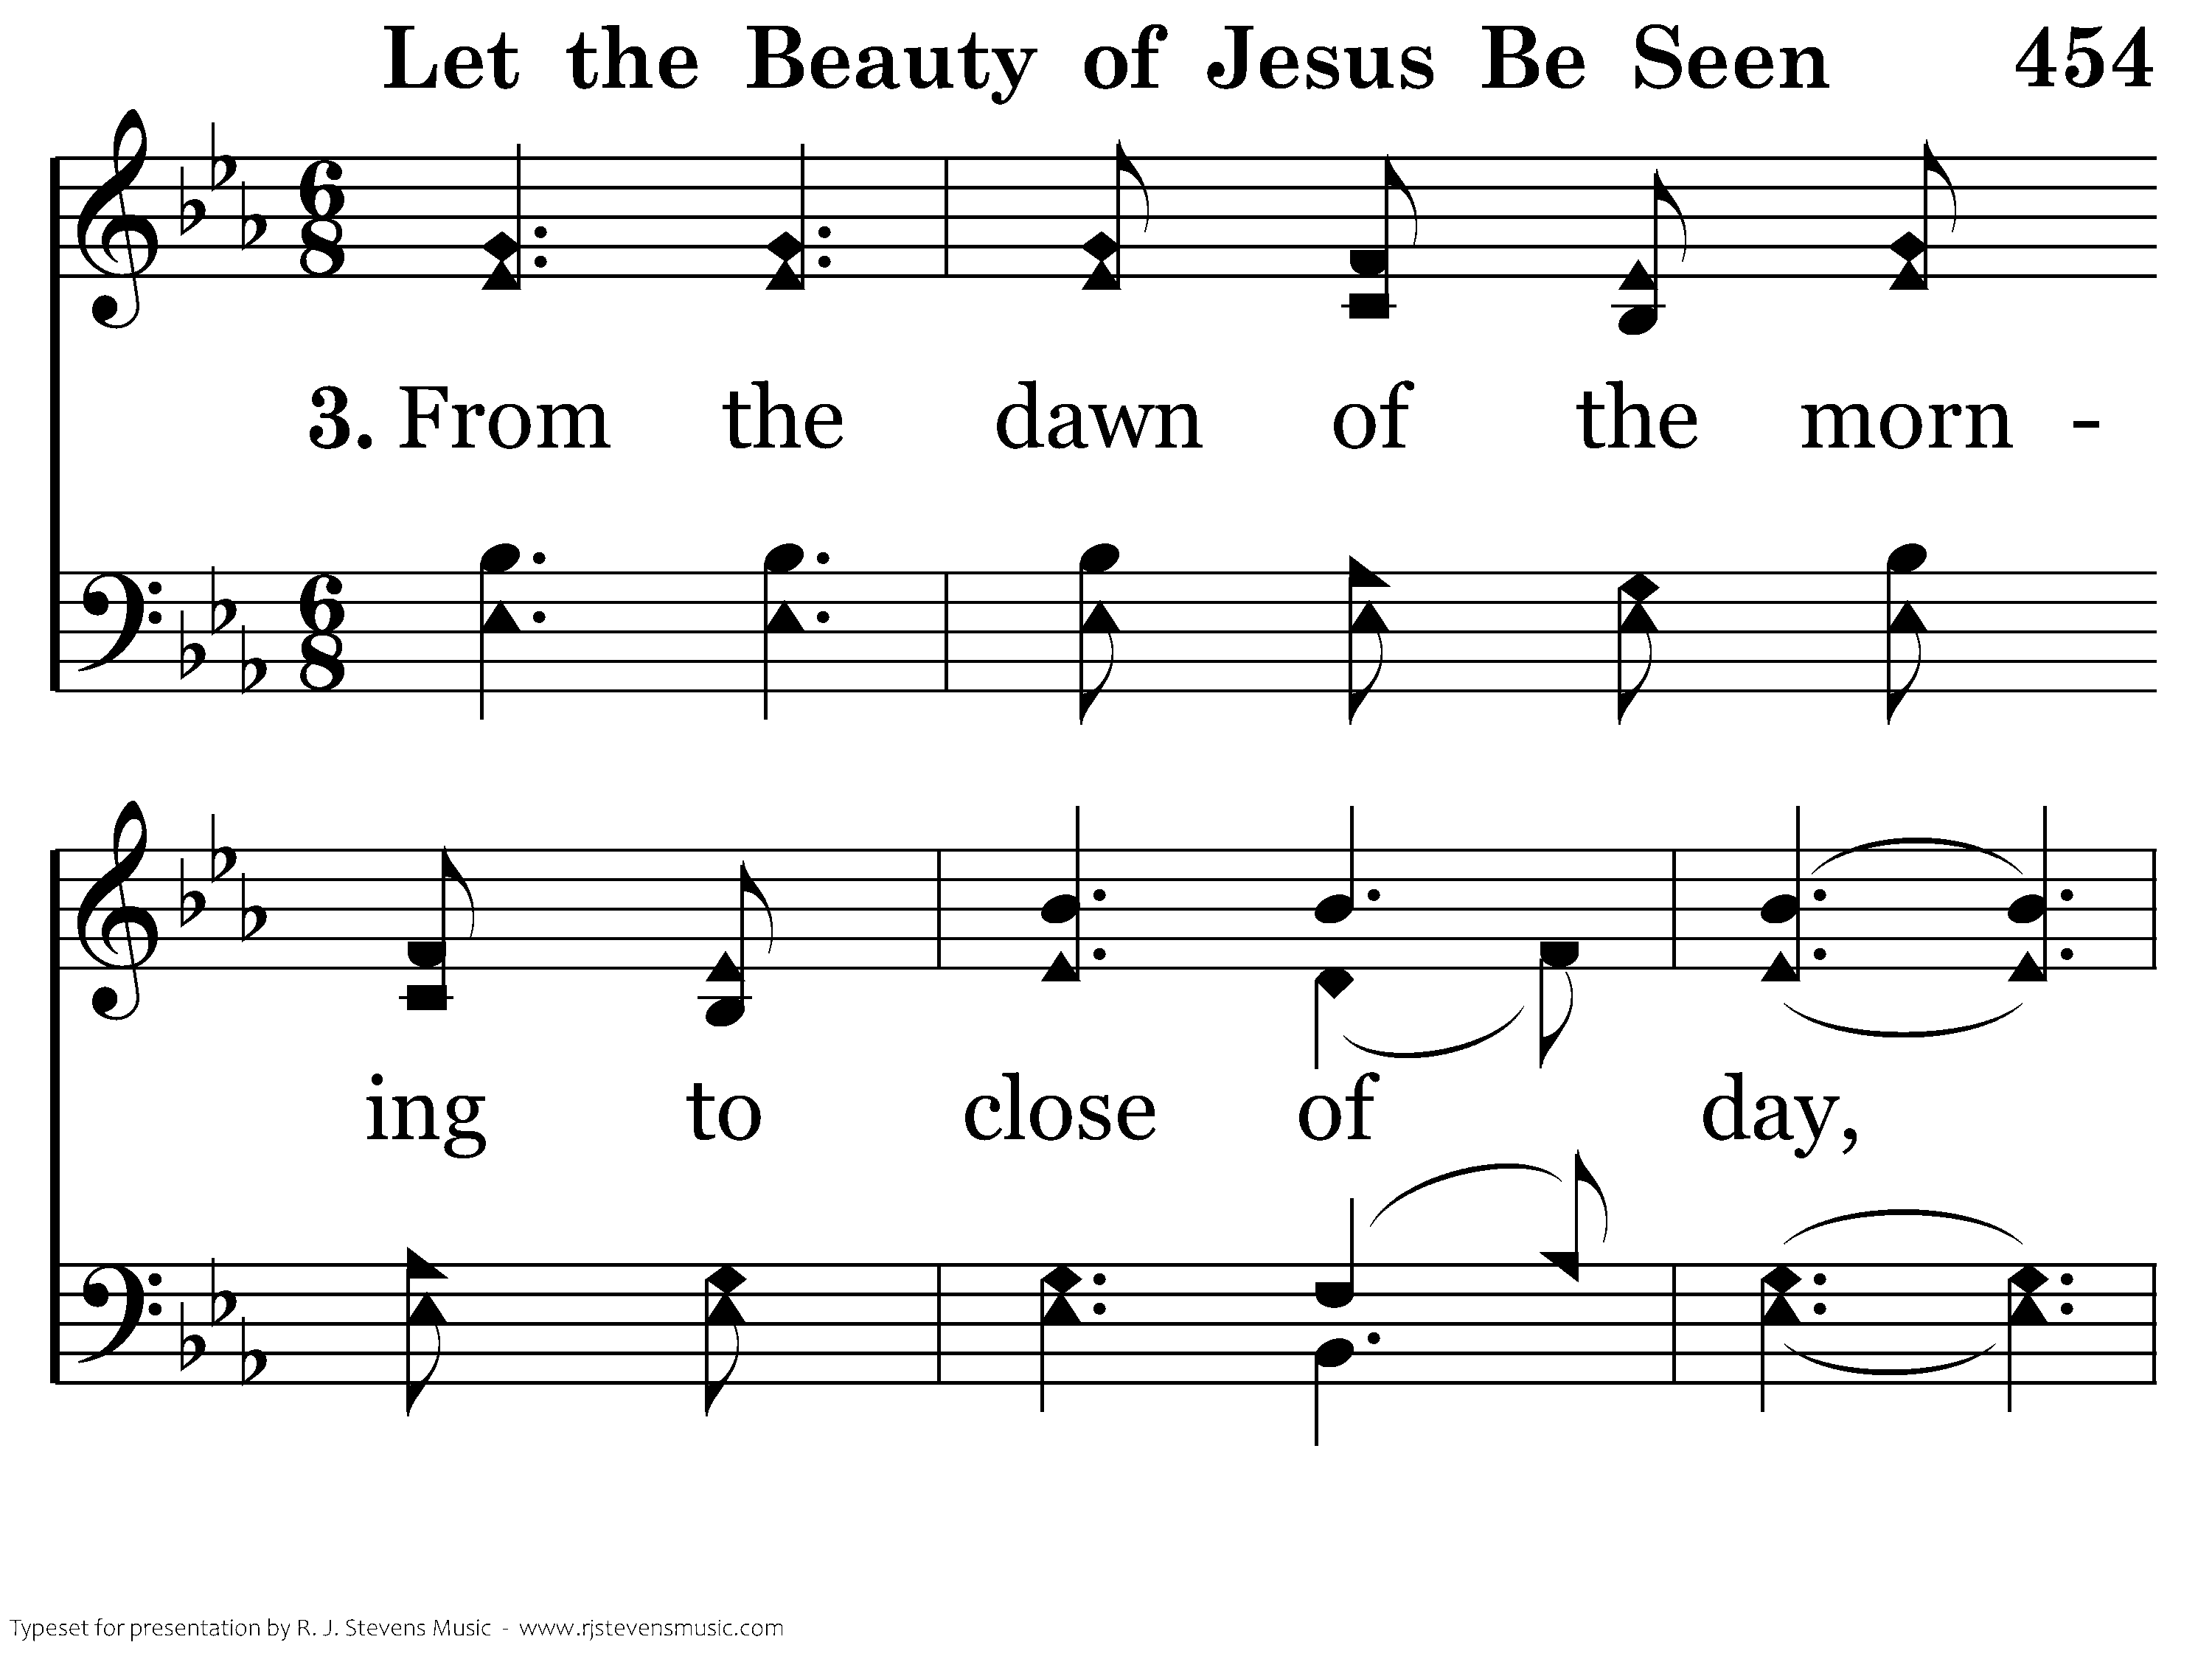 Let the Beauty of Jesus Be Seen 454
3. From the dawn of the morn -
ing to close of day,
Typeset for presentation by R. J. Stevens Music - www.rjstevensmusic.com